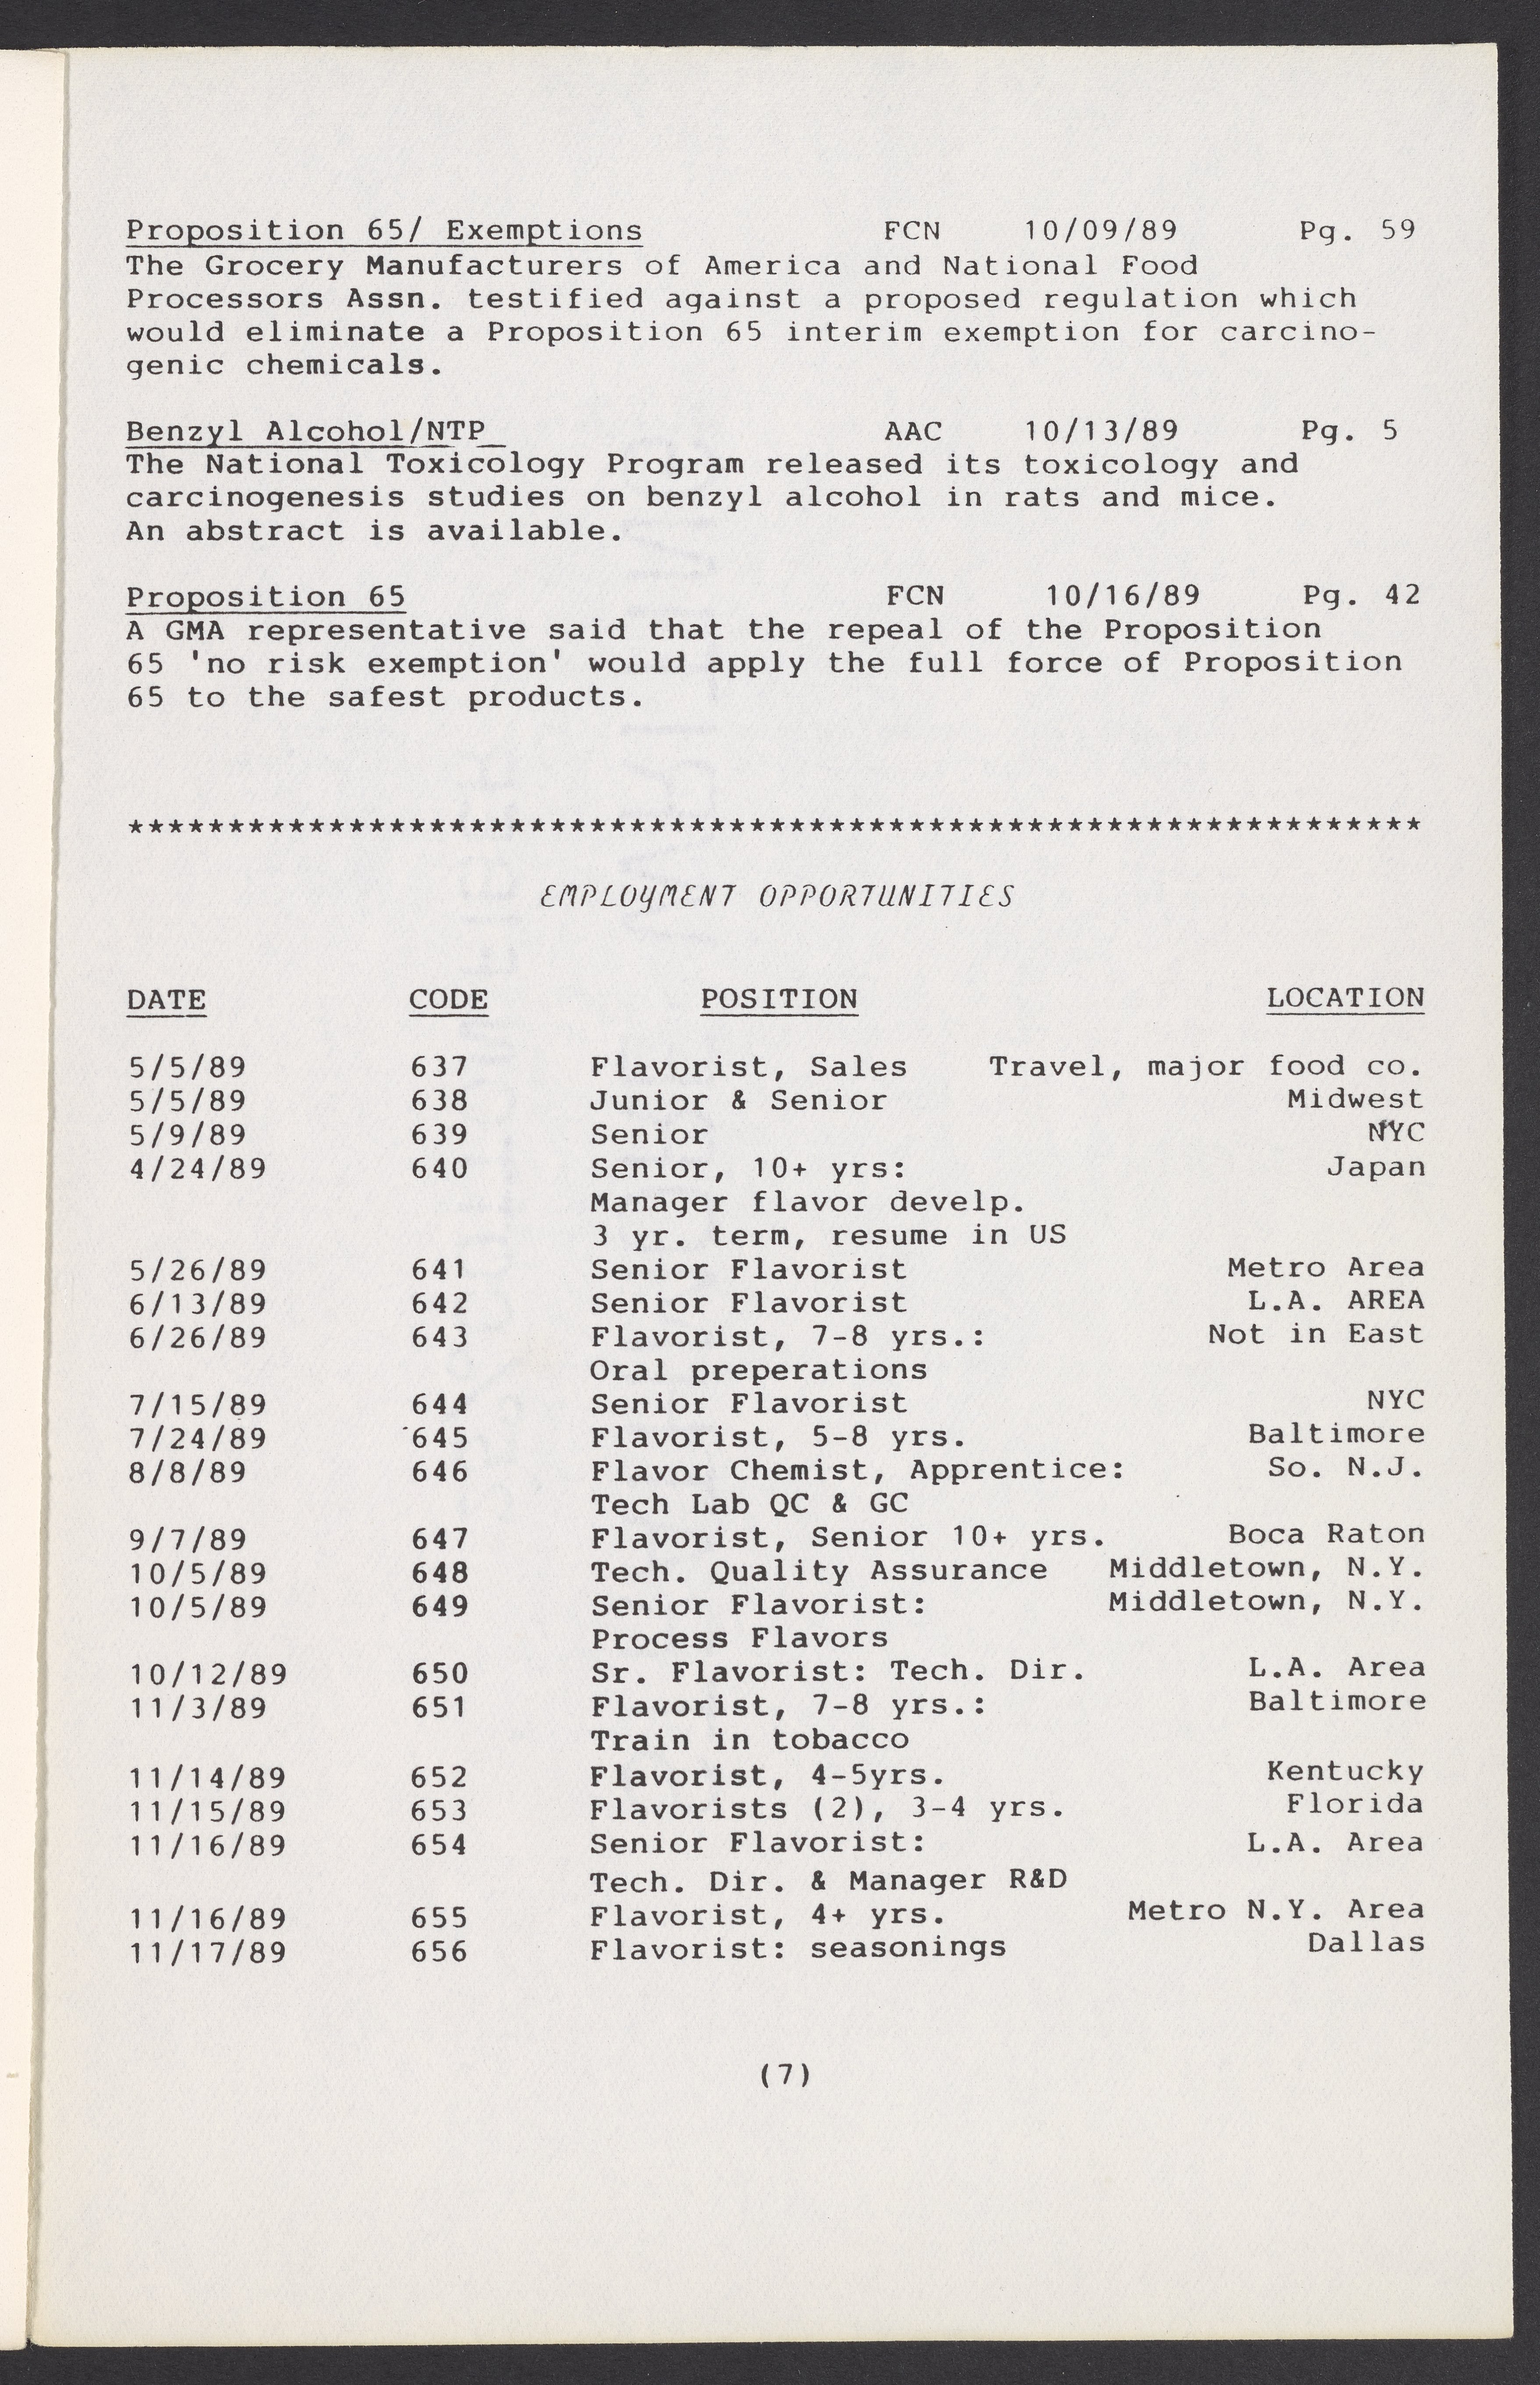 Proposition 65/ Exemptions FCN 10/09/89 Pg. 59
The Grocery Manufacturers of America and National Food
Processors Assn. testified against a proposed regulation which
would eliminate a Proposition 65 interim exemption for carcino-
genic chemicals.
Benzyl Alcohol/NTP AAC 10/13/89 Pg. 5
The National Toxicology Program released its toxicology and
carcinogenesis studies on benzyl alcohol in rats and mice.
An abstract is available.
Proposition 65 FCN 10/16/89 Pg. 42
A GMA representative said that the repeal of the Proposition
65 'no risk exemption' would apply the full force of Proposition
65 to the safest products.
*****************************************************************
EMPLOYMENT OPPORTUNITIES
DATE CODE POSITION LOCATION
5/5/89 637 Flavorist, Sales Travel, major food co.
5/5/89 638 Junior & Senior Midwest
5/9/89 639 Senior NYC
4/24/89 640 Senior, 10+ yrs: Japan
Manager flavor develp.
3 yr. term, resume in US
5/26/89 641 Senior Flavorist Metro Area
6/13/89 642 Senior Flavorist L.A. AREA
6/26/89 643 Flavorist, 7-8 yrs.: Not in East
Oral preperations
7/15/89 644 Senior Flavorist NYC
7/24/89 645 Flavorist, 5-8 yrs. Baltimore
8/8/89 646 Flavor Chemist, Apprentice: So. N.J.
Tech Lab QC & GC
9/7/89 647 Flavorist, Senior 10+ yrs. Boca Raton
10/5/89 648 Tech. Quality Assurance Middletown, N.Y.
10/5/89 649 Senior Flavorist: Middletown, N.Y.
Process Flavors
10/12/89 650 Sr. Flavorist: Tech. Dir. L.A. Area
11/3/89 651 Flavorist, 7-8 yrs.: Baltimore
Train in tobacco
11/14/89 652 Flavorist, 4-5yrs. Kentucky
11/15/89 653 Flavorists (2), 3-4 yrs. Florida
11/16/89 654 Senior Flavorist: L.A. Area
Tech. Dir. & Manager R&D
11/16/89 655 Flavorist, 4+ yrs. Metro N.Y. Area
11/17/89 656 Flavorist: seasonings Dallas
(7)